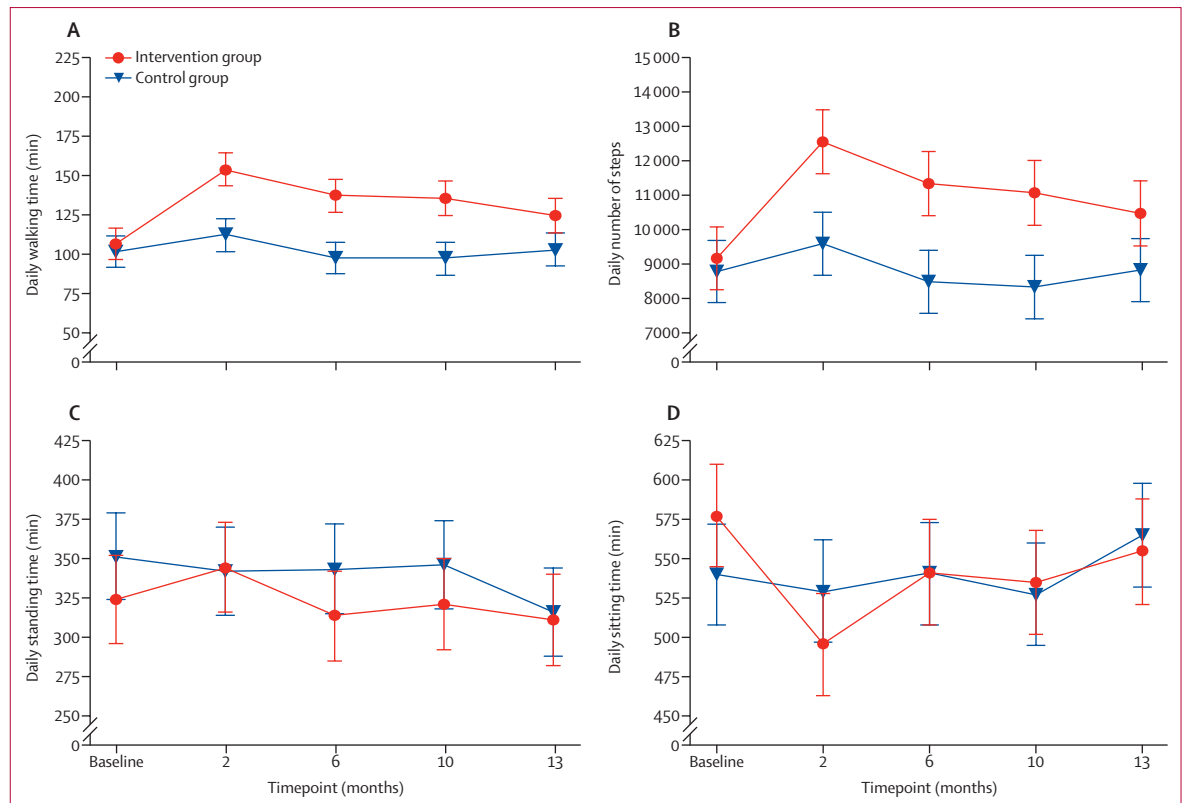 A
Intervention group
Control group
Daily walking time (min)
225
200
175
150
125
100
75
50
0
B
Daily number of steps
15 000
14 000
13 000
12 000
11 000
10 000
9000
8000
7000
0
C
Daily standing time (min)
425
400
375
350
325
300
275
250
0
Baseline 2 6 10 13
Timepoint (months)
D
Daily sitting time (min)
625
600
575
550
525
500
475
450
0
Baseline 2 6 10 13
Timepoint (months)